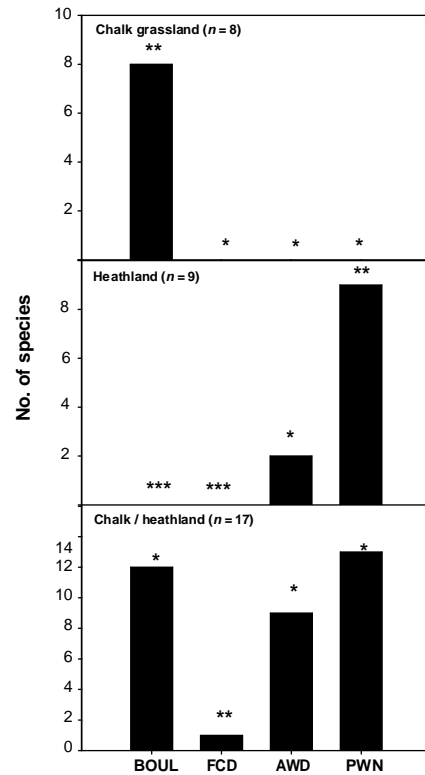 No. of species
10
Chalk grassland (n = 8)
**
8
6
4
2
* * *
Heathland (n = 9)
**
8
6
4
2
*** *** *
Chalk / heathland (n = 17)
14
12
10
8
6
4
2
0
* ** * *
BOUL FCD AWD PWN